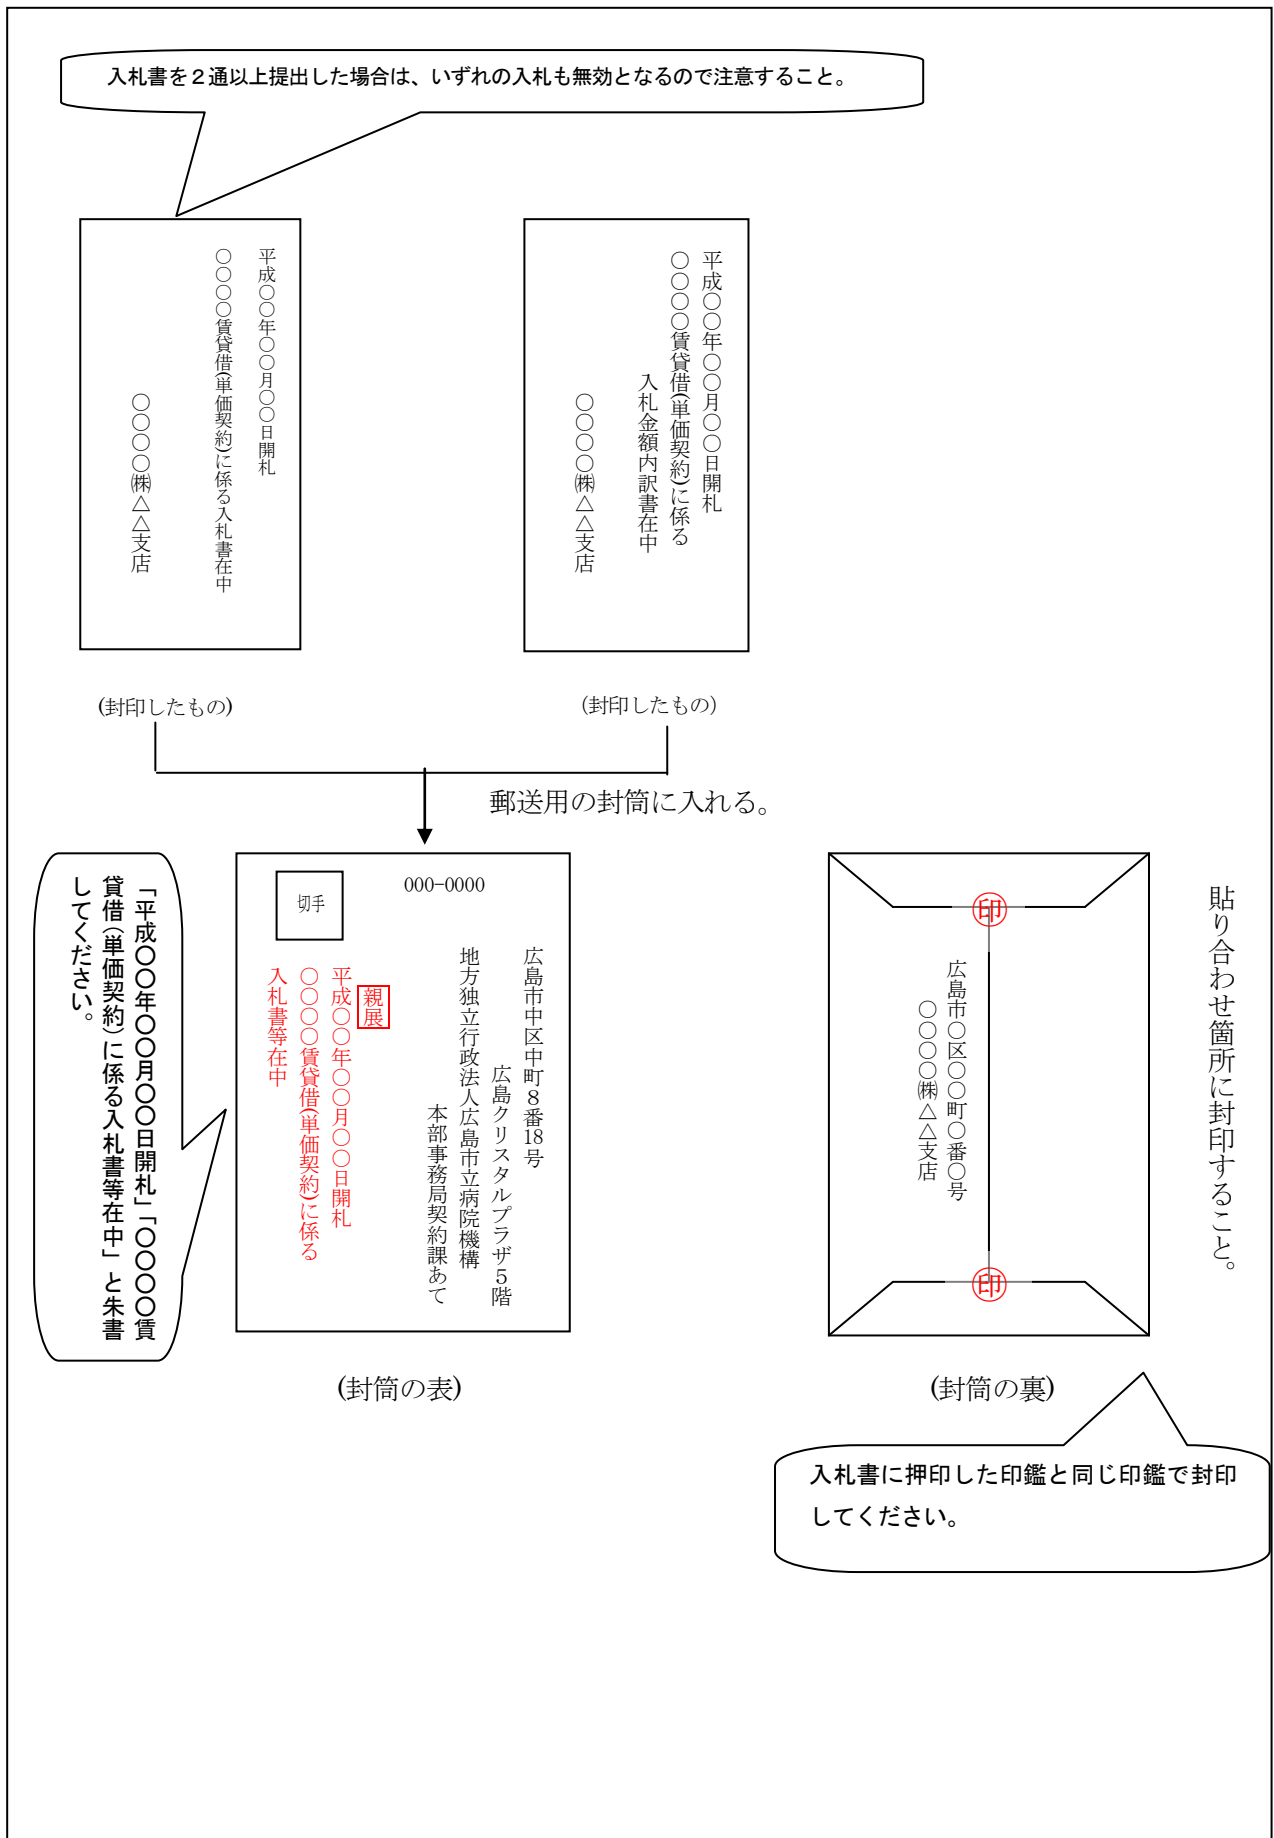 入札書を２通以上提出した場合は、いずれの入札も無効となるので注意すること。
平成〇〇年〇〇月〇〇日開札
〇〇〇〇賃貸借(単価契約)に係る入札書在中
〇〇〇〇㈱△△支店
(封印したもの)
平成〇〇年〇〇月〇〇日開札
〇〇〇〇賃貸借(単価契約)に係る
入札金額内訳書在中
〇〇〇〇㈱△△支店
(封印したもの)
郵送用の封筒に入れる。
「平成〇〇年〇〇月〇〇日開札」「〇〇〇〇賃
貸借（単価契約）に係る入札書等在中」と朱書
してください。
切手
000-0000
広島市中区中町８番18号
広島クリスタルプラザ５階
地方独立行政法人広島市立病院機構
本部事務局契約課あて
親展
平成〇〇年〇〇月〇〇日開札
〇〇〇〇賃貸借(単価契約)に係る
入札書等在中
(封筒の表)
貼り合わせ箇所に封印すること。
印
広島市〇区〇〇町〇番〇号
〇〇〇〇㈱△△支店
印
(封筒の裏)
入札書に押印した印鑑と同じ印鑑で封印
してください。